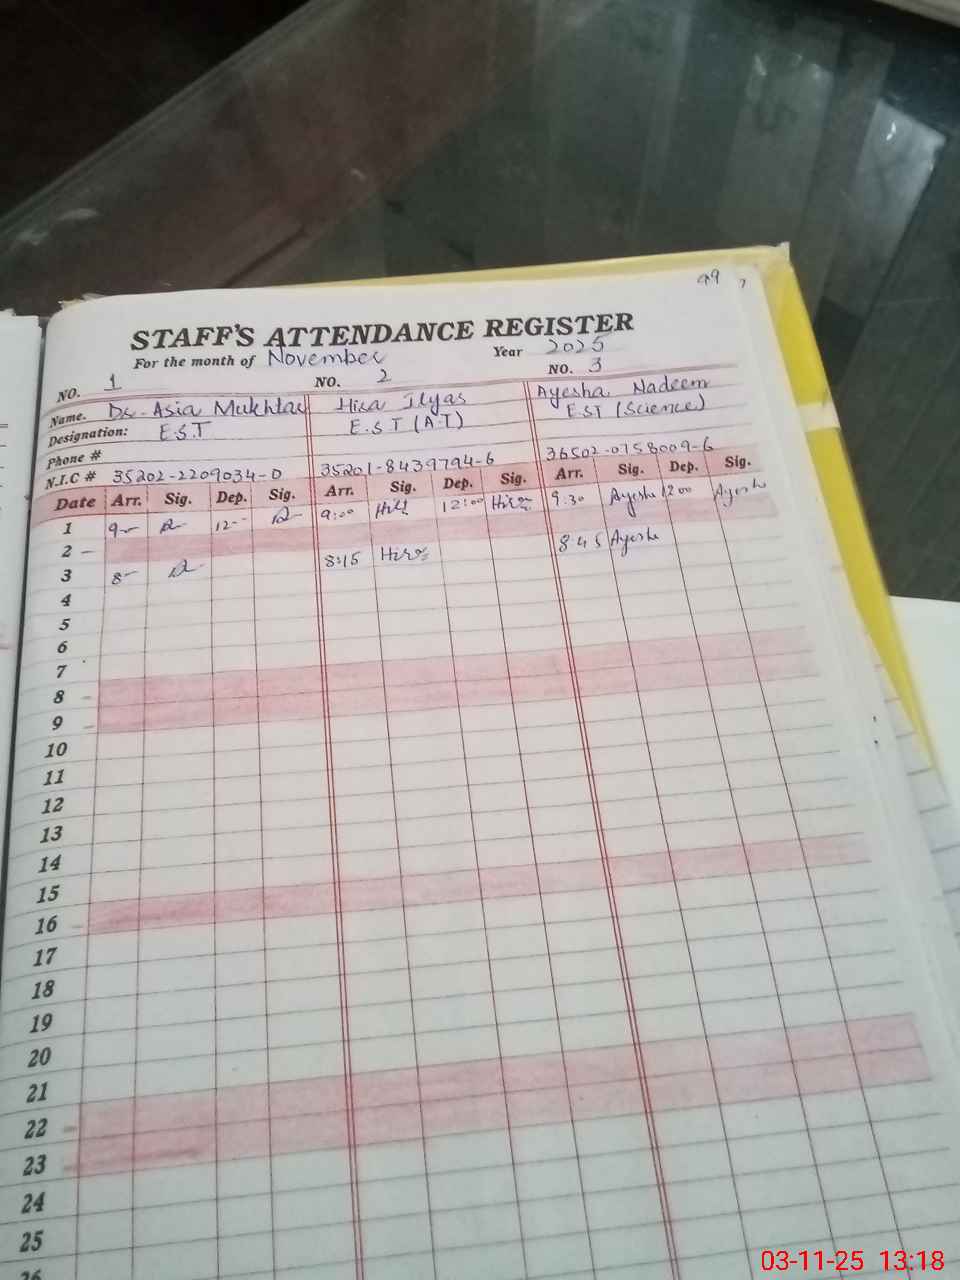 99
STAFF'S ATTENDANCE REGISTER
For the month of November Year 2025
NO. 1 NO. 2 NO. 3
Name. Dr. Asia Mukhtar Hira Ilyas Ayesha Nadeem
Designation: E.S.T E.S.T (A.T) E.S.T (Science)
Phone #
N.I.C # 35202-2209034-0 35201-8439794-6 36502-0758009-6
Date Arr. Sig. Dep. Sig. Arr. Sig. Dep. Sig. Arr. Sig. Dep. Sig.
1 9- 12-- 9:00 Hira 12:00 Hira 9:30 Ayesha 1200 Ayesha
2 -
3 8- 8:15 Hira 8 45 Ayesha
4
5
6
7
8 -
9 -
10
11
12
13
14
15
16 -
17
18
19
20
21
22 -
23 -
24
25
26
03-11-25 13:18